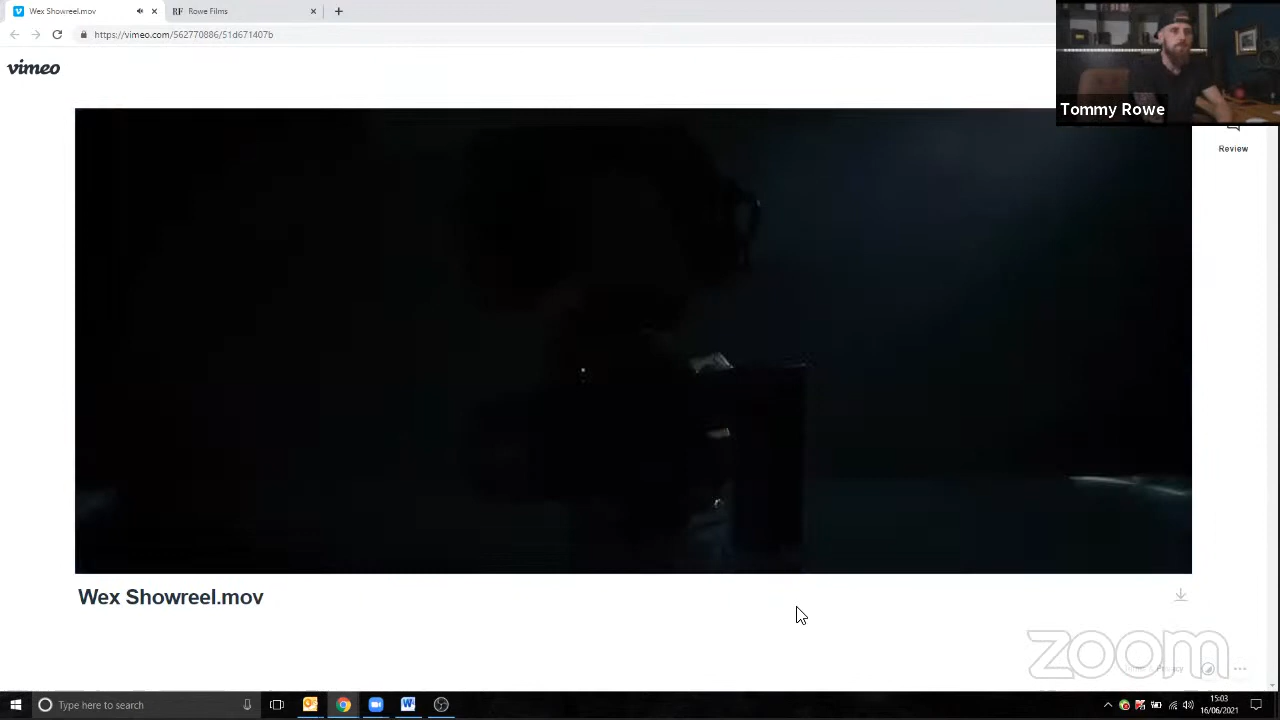 Wex Showreel.mov
RF Rowe Films
https://vimeo.com/562770886/51d671407b
vimeo
Tommy Rowe
Review
Wex Showreel.mov
zoom
Type here to search
15:03
16/06/2021